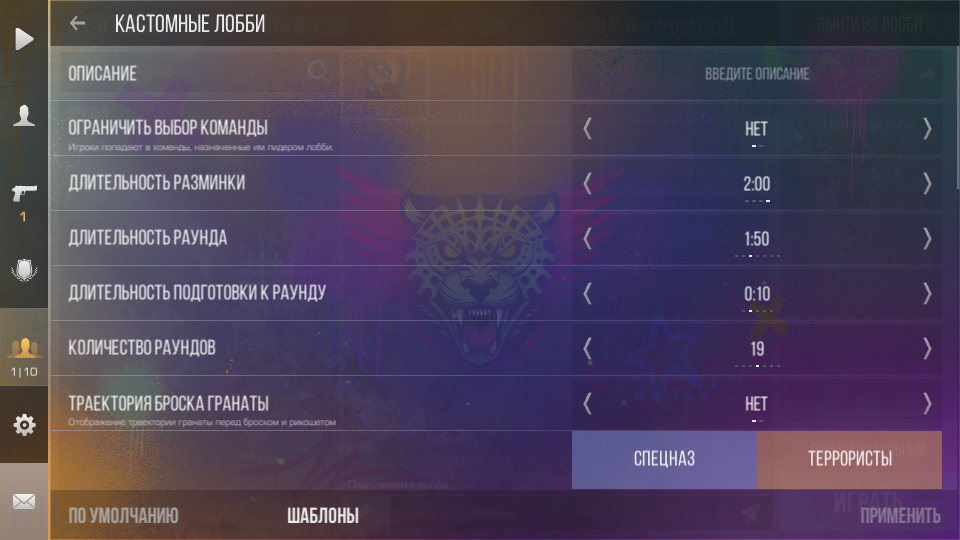 КАСТОМНЫЕ ЛОББИ
ВЫЙТИ ИЗ ЛОББИ
ОПИСАНИЕ
ВВЕДИТЕ ОПИСАНИЕ
ОГРАНИЧИТЬ ВЫБОР КОМАНДЫ
Игроки попадают в команды, назначенные им лидером лобби.
НЕТ
ДЛИТЕЛЬНОСТЬ РАЗМИНКИ
2:00
1
ДЛИТЕЛЬНОСТЬ РАУНДА
1:50
ДЛИТЕЛЬНОСТЬ ПОДГОТОВКИ К РАУНДУ
0:10
КОЛИЧЕСТВО РАУНДОВ
19
1|10
ТРАЕКТОРИЯ БРОСКА ГРАНАТЫ
Отображение траектории гранаты перед броском и рикошетом
НЕТ
СПЕЦНАЗ
ТЕРРОРИСТЫ
ИГРАТЬ
ПО УМОЛЧАНИЮ
ШАБЛОНЫ
ПРИМЕНИТЬ